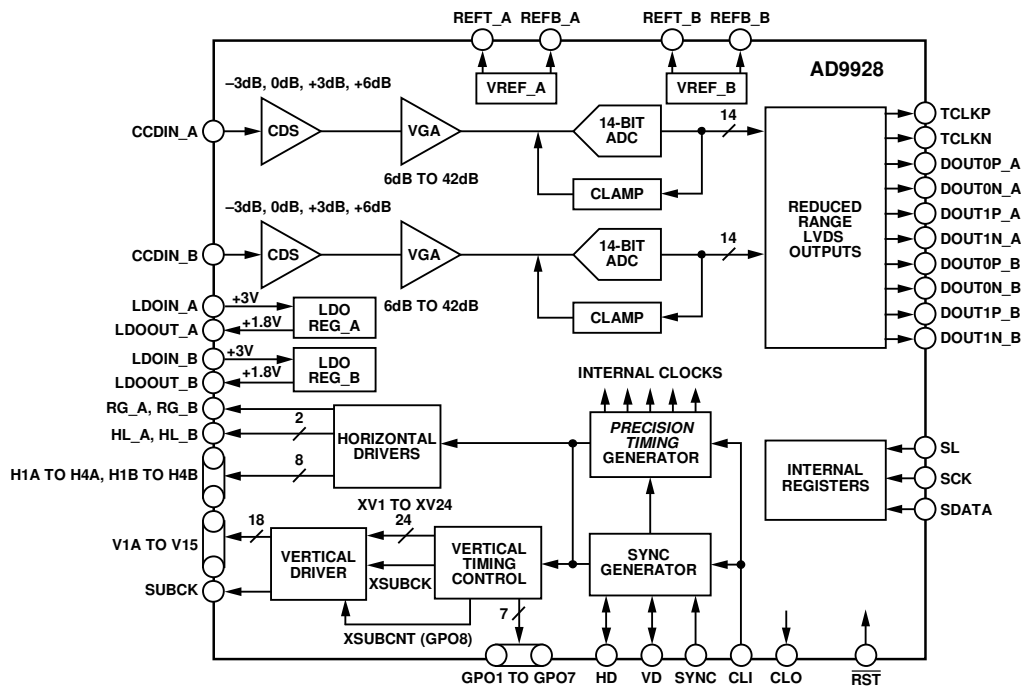 REFT_A REFB_A REFT_B REFB_B
AD9928
VREF_A VREF_B
–3dB, 0dB, +3dB, +6dB
CCDIN_A
CDS
VGA
6dB TO 42dB
14-BIT
ADC
14
CLAMP
–3dB, 0dB, +3dB, +6dB
CCDIN_B
CDS
VGA
6dB TO 42dB
14-BIT
ADC
14
CLAMP
REDUCED
RANGE
LVDS
OUTPUTS
TCLKP
TCLKN
DOUT0P_A
DOUT0N_A
DOUT1P_A
DOUT1N_A
DOUT0P_B
DOUT0N_B
DOUT1P_B
DOUT1N_B
LDOIN_A
+3V
LDOOUT_A
+1.8V
LDO
REG_A
LDOIN_B
+3V
LDOOUT_B
+1.8V
LDO
REG_B
RG_A, RG_B
HL_A, HL_B
2
H1A TO H4A, H1B TO H4B
8
HORIZONTAL
DRIVERS
INTERNAL CLOCKS
PRECISION
TIMING
GENERATOR
INTERNAL
REGISTERS
SL
SCK
SDATA
XV1 TO XV24
V1A TO V15
18
24
SUBCK
VERTICAL
DRIVER
XSUBCK
VERTICAL
TIMING
CONTROL
SYNC
GENERATOR
7
XSUBCNT (GPO8)
GPO1 TO GPO7 HD VD SYNC CLI CLO RST